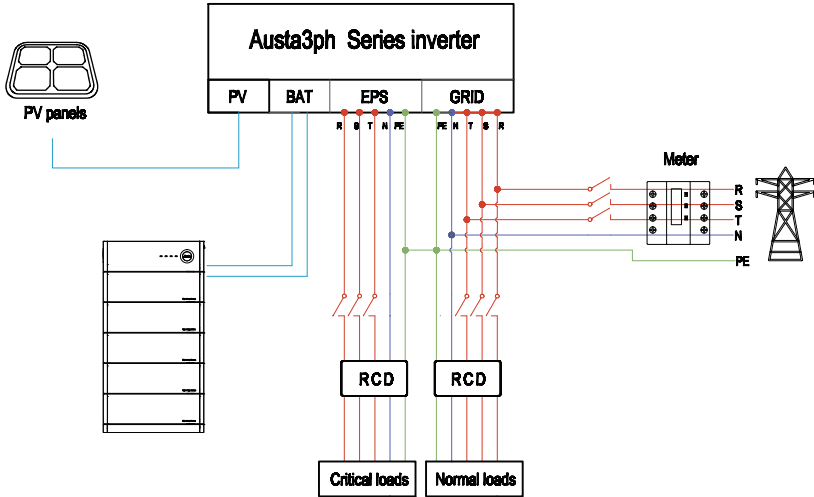 Austa3ph Series inverter
PV BAT EPS GRID
PV panels
R S T N PE PE N T S R
Meter
R
S
T
N
PE
RCD RCD
Critical loads Normal loads